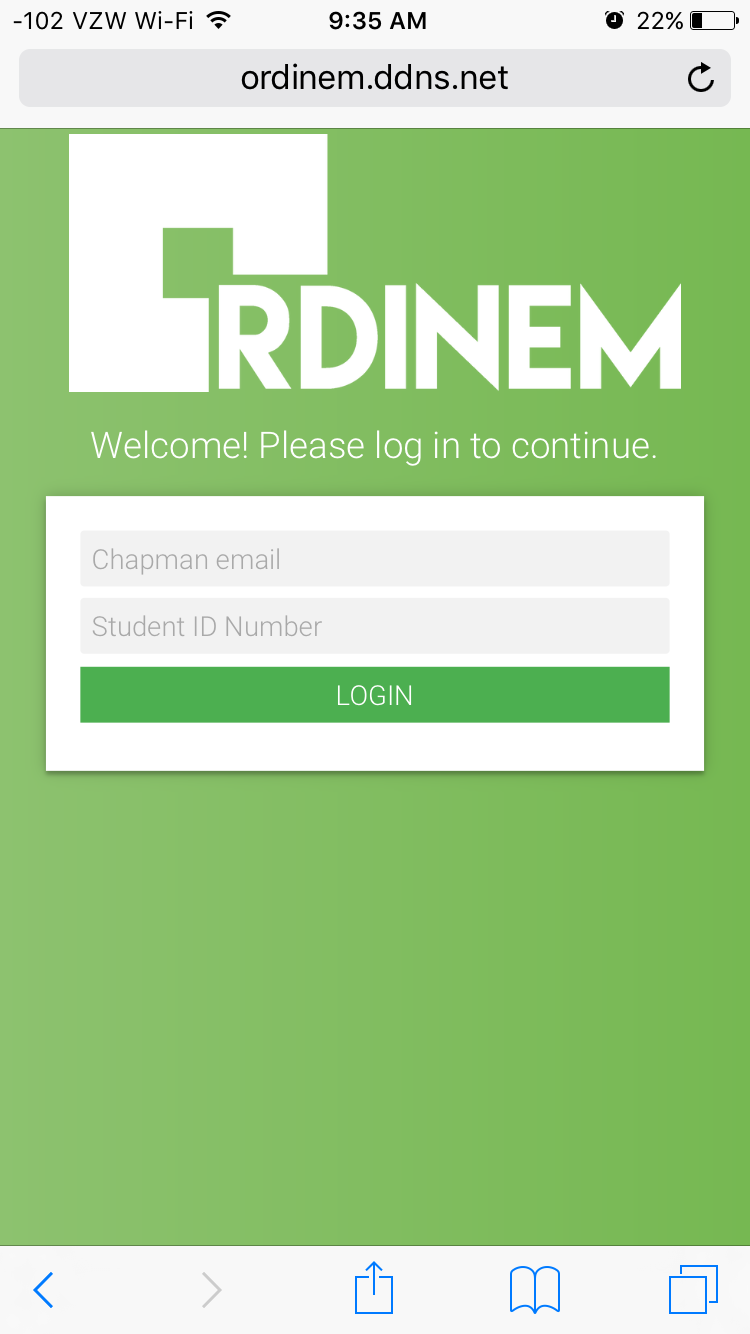 -102 VZW Wi-Fi 9:35 AM 22%
ordinem.ddns.net
ORDINEM
Welcome! Please log in to continue.
Chapman email
Student ID Number
LOGIN